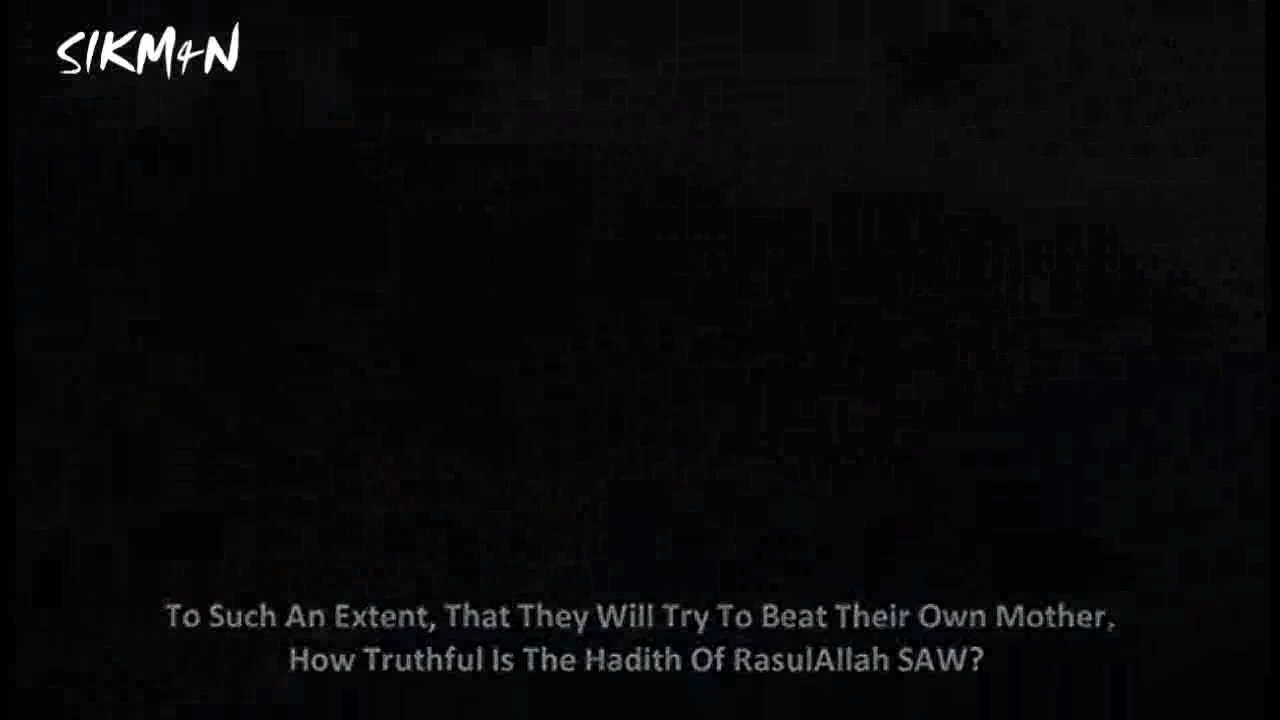 SIKM4N
To Such An Extent, That They Will Try To Beat Their Own Mother,
How Truthful Is The Hadith Of RasulAllah SAW?